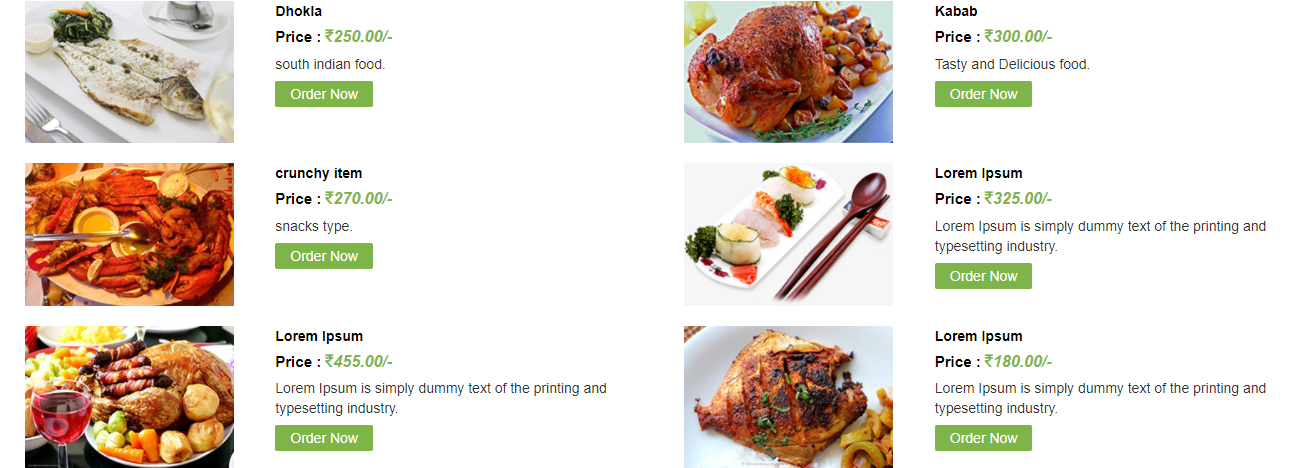 Dhokla
Price : ₹250.00/-
south indian food.
Order Now
Kabab
Price : ₹300.00/-
Tasty and Delicious food.
Order Now
crunchy item
Price : ₹270.00/-
snacks type.
Order Now
Lorem Ipsum
Price : ₹325.00/-
Lorem Ipsum is simply dummy text of the printing and
typesetting industry.
Order Now
Lorem Ipsum
Price : ₹455.00/-
Lorem Ipsum is simply dummy text of the printing and
typesetting industry.
Order Now
Lorem Ipsum
Price : ₹180.00/-
Lorem Ipsum is simply dummy text of the printing and
typesetting industry.
Order Now